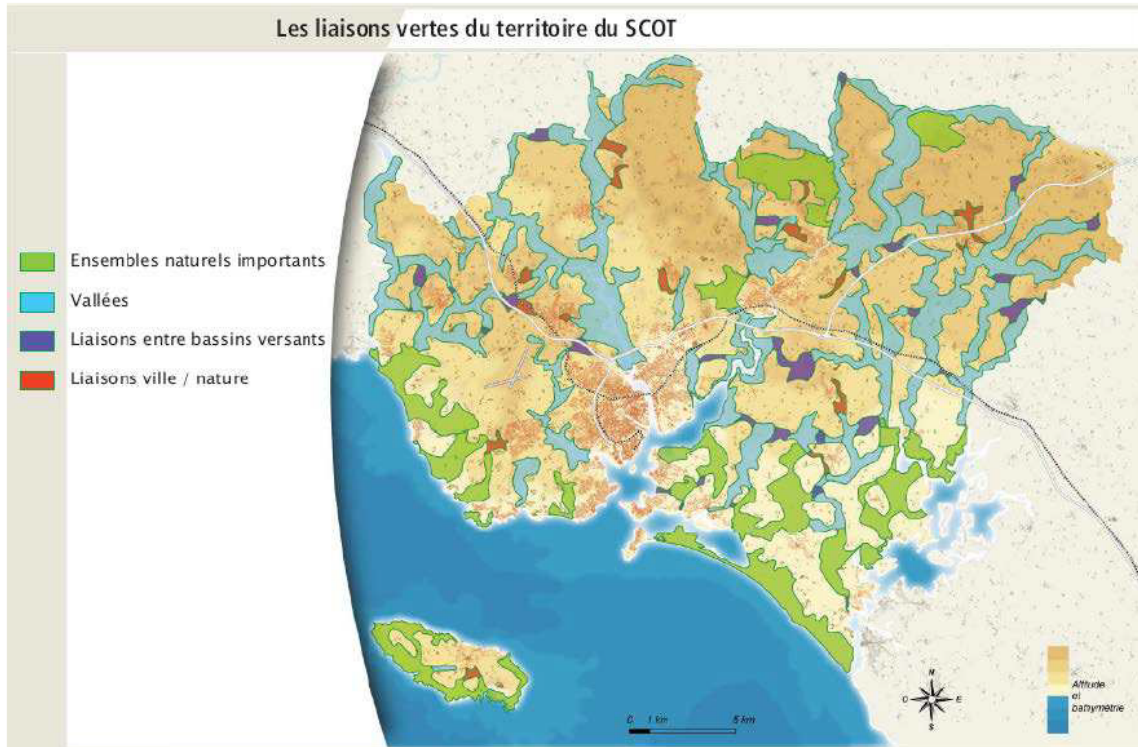 Les liaisons vertes du territoire du SCOT
Ensembles naturels importants
Vallées
Liaisons entre bassins versants
Liaisons ville / nature
N
O E
S
0 1 km 5 km
Altitude
et
bathymétrie